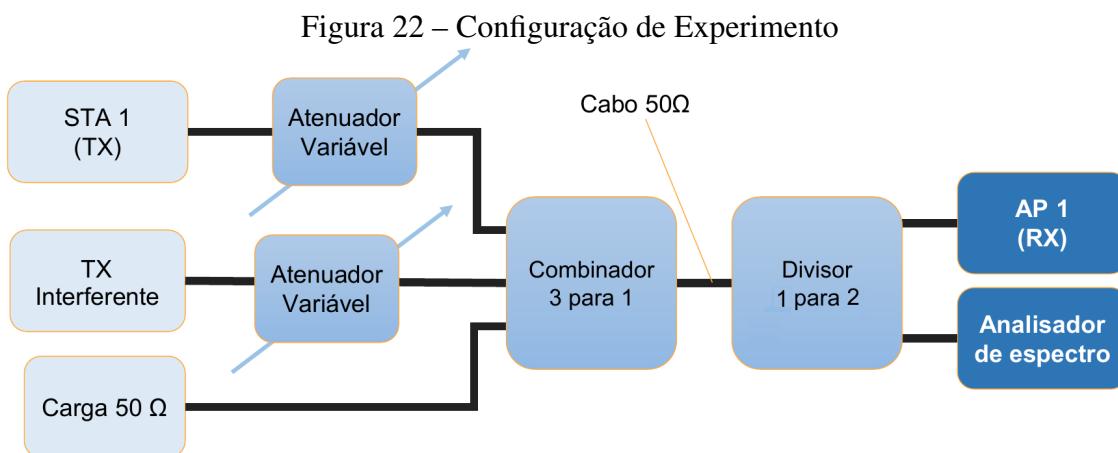 Figura 22 – Configuração de Experimento
STA 1
(TX)
Atenuador
Variável
Cabo 50Ω
TX
Interferente
Atenuador
Variável
Combinador
3 para 1
Divisor
1 para 2
AP 1
(RX)
Analisador
de espectro
Carga 50 Ω